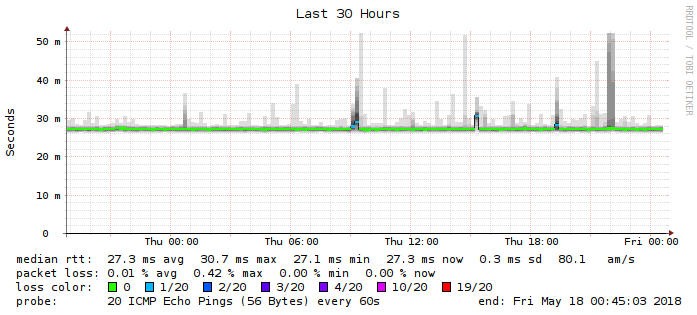 Last 30 Hours
RRDTOOL / TOBI OETIKER
Seconds
50 m
40 m
30 m
20 m
10 m
0
Thu 00:00 Thu 06:00 Thu 12:00 Thu 18:00 Fri 00:00
median rtt: 27.3 ms avg 30.7 ms max 27.1 ms min 27.3 ms now 0.3 ms sd 80.1 am/s
packet loss: 0.01 % avg 0.42 % max 0.00 % min 0.00 % now
loss color: 0 1/20 2/20 3/20 4/20 10/20 19/20
probe: 20 ICMP Echo Pings (56 Bytes) every 60s end: Fri May 18 00:45:03 2018